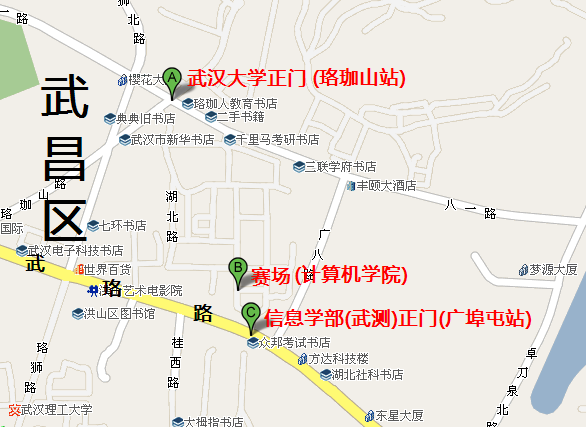 一路
狮北路
樱花大
武汉大学正门 (珞珈山站)
武昌区
珞珈人教育书店
二手书籍
典典旧书店
武汉市新华书店
千里马考研书店
三联学府书店
丰颐大酒店
八一路
湖北路
广八路
珞珈山路
国际
七环书店
武汉电子科技书店
世界百货
赛场 (计算机学院)
梦源大厦
洪山艺术电影院
武珞路
洪山区图书馆
信息学部(武测)正门(广埠屯站)
众邦考试书店
方达科技楼
湖北社科书店
桂西路
珞狮路
卓刀泉北路
武汉理工大学
大拇指书店
东星大厦
A
B
C